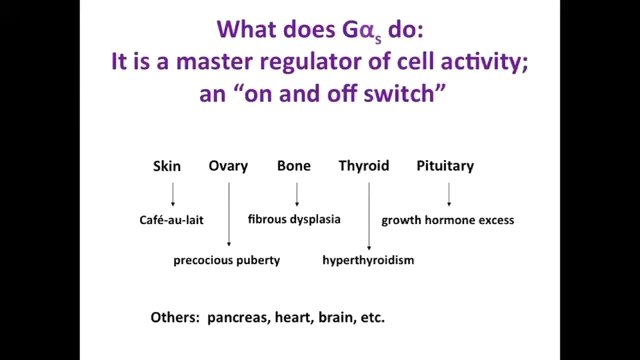 What does Gαs do:
It is a master regulator of cell activity;
an “on and off switch”
Skin Ovary Bone Thyroid Pituitary
Café-au-lait fibrous dysplasia growth hormone excess
precocious puberty hyperthyroidism
Others: pancreas, heart, brain, etc.